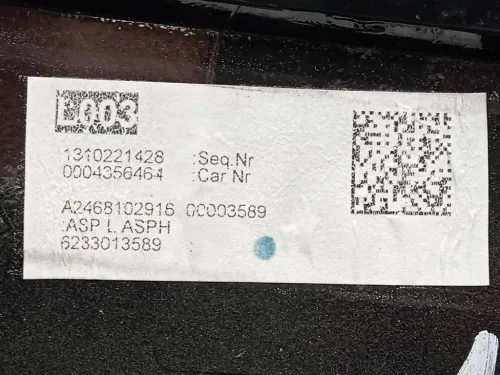 L003
1310221428 :Seq.Nr
0004356464 :Car Nr
A2468102916 00003589
:ASP L ASPH
6233013589